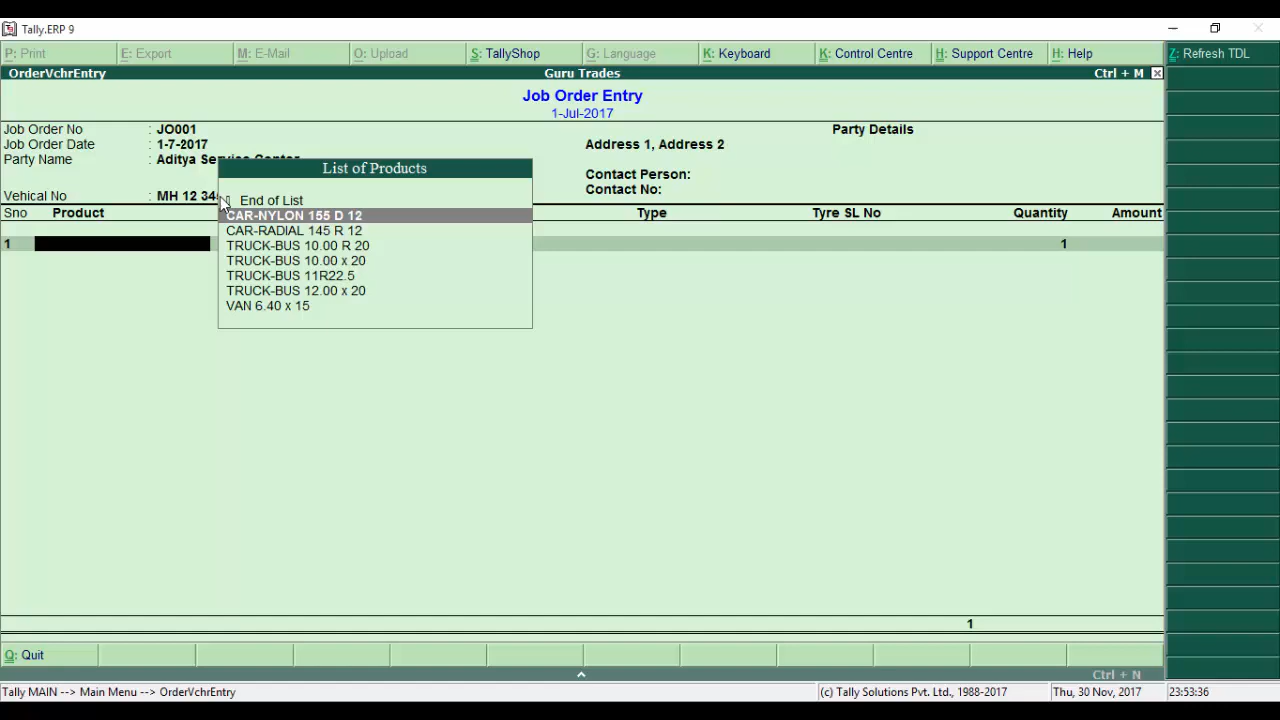 Tally.ERP 9
P: Print E: Export M: E-Mail O: Upload S: TallyShop G: Language K: Keyboard K: Control Centre H: Support Centre H: Help Z: Refresh TDL
OrderVchrEntry Guru Trades Ctrl + M
Job Order Entry
1-Jul-2017
Job Order No : JO001 Party Details
Job Order Date : 1-7-2017 Address 1, Address 2
Party Name : Aditya Service Center
List of Products
Contact Person:
Vehical No : MH 12 Contact No:
End of List
Sno Product Type Tyre SL No Quantity Amount
CAR-NYLON 155 D 12
CAR-RADIAL 145 R 12
1 TRUCK-BUS 10.00 R 20 1
TRUCK-BUS 10.00 x 20
TRUCK-BUS 11R22.5
TRUCK-BUS 12.00 x 20
VAN 6.40 x 15
1
Q: Quit
Ctrl + N
Tally MAIN --> Main Menu --> OrderVchrEntry (c) Tally Solutions Pvt. Ltd., 1988-2017 Thu, 30 Nov, 2017 23:53:36